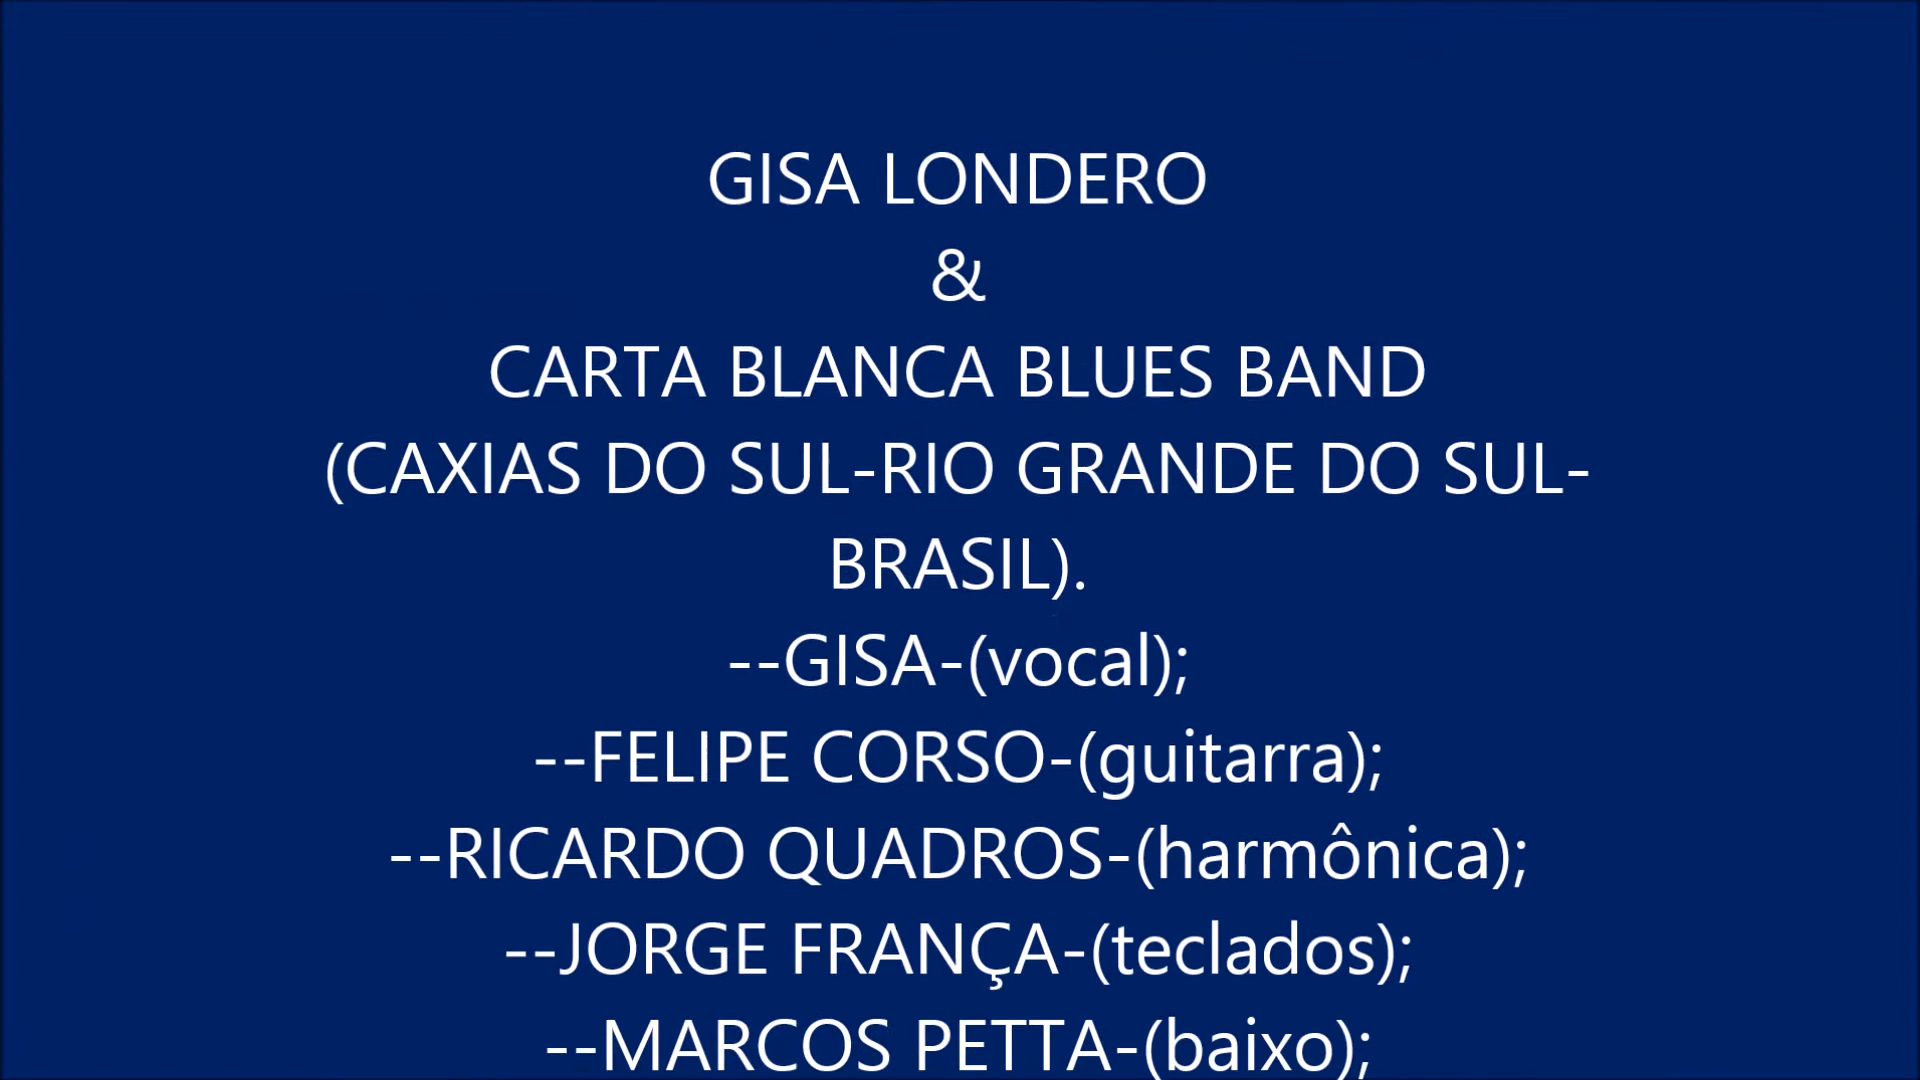 GISA LONDERO
&
CARTA BLANCA BLUES BAND
(CAXIAS DO SUL-RIO GRANDE DO SUL-
BRASIL).
--GISA-(vocal);
--FELIPE CORSO-(guitarra);
--RICARDO QUADROS-(harmônica);
--JORGE FRANÇA-(teclados);
--MARCOS PETTA-(baixo);